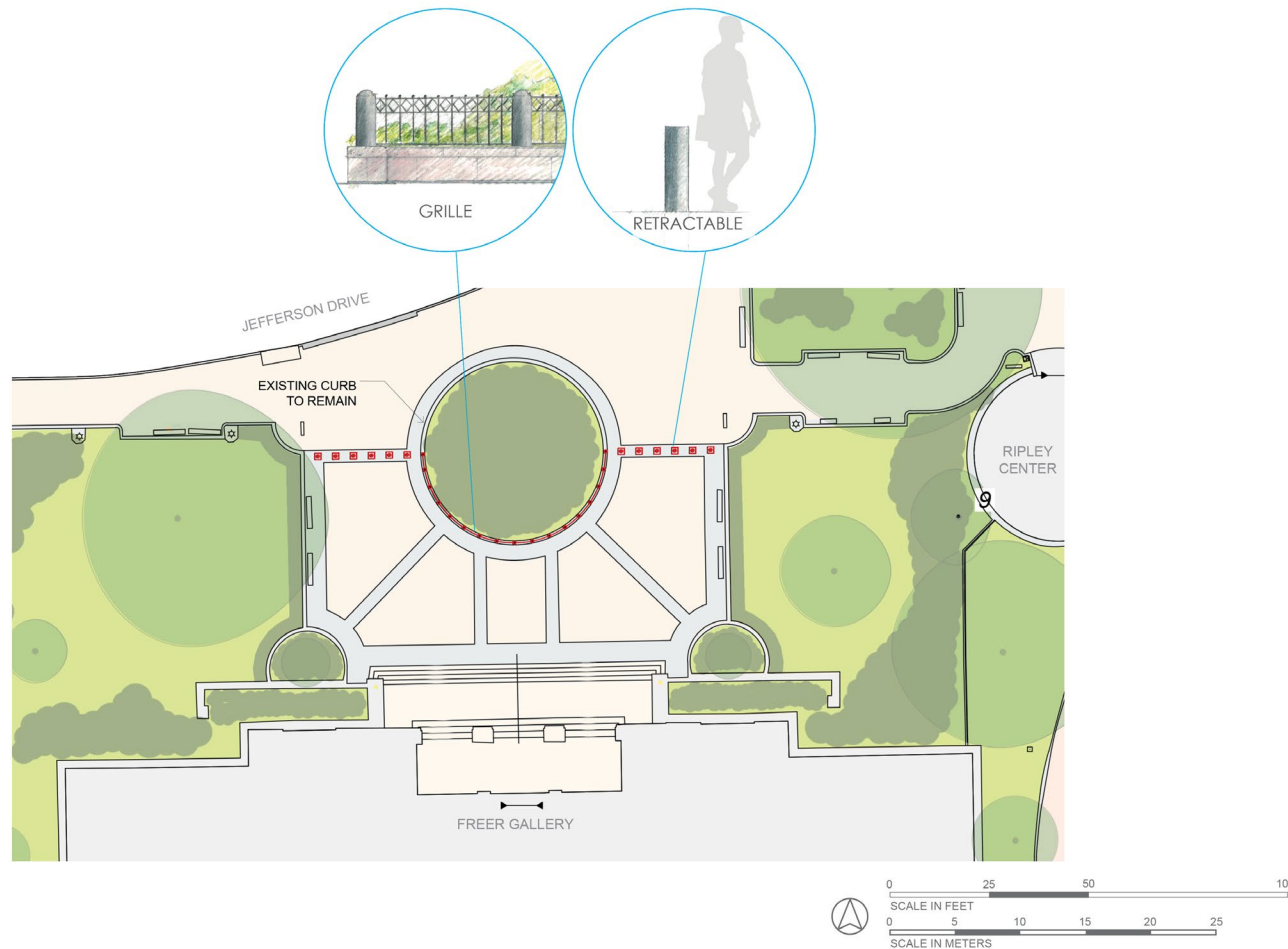 GRILLE
RETRACTABLE
JEFFERSON DRIVE
EXISTING CURB
TO REMAIN
RIPLEY
CENTER
9
FREER GALLERY
0 25 50 10
SCALE IN FEET
0 5 10 15 20 25
SCALE IN METERS